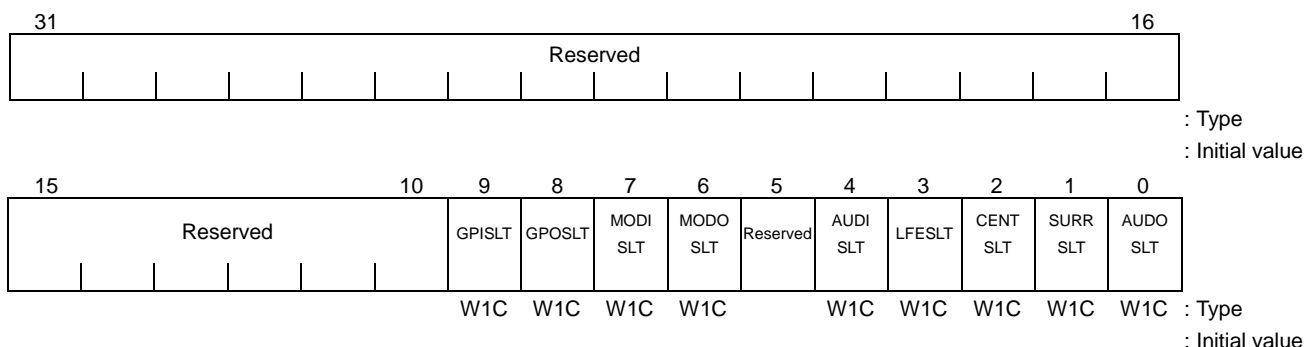 31 16
Reserved
: Type
: Initial value
15 10 9 8 7 6 5 4 3 2 1 0
Reserved GPISLT GPOSLT MODI SLT MODO SLT Reserved AUDI SLT LFESLT CENT SLT SURR SLT AUDO SLT
W1C W1C W1C W1C W1C W1C W1C W1C W1C : Type
: Initial value